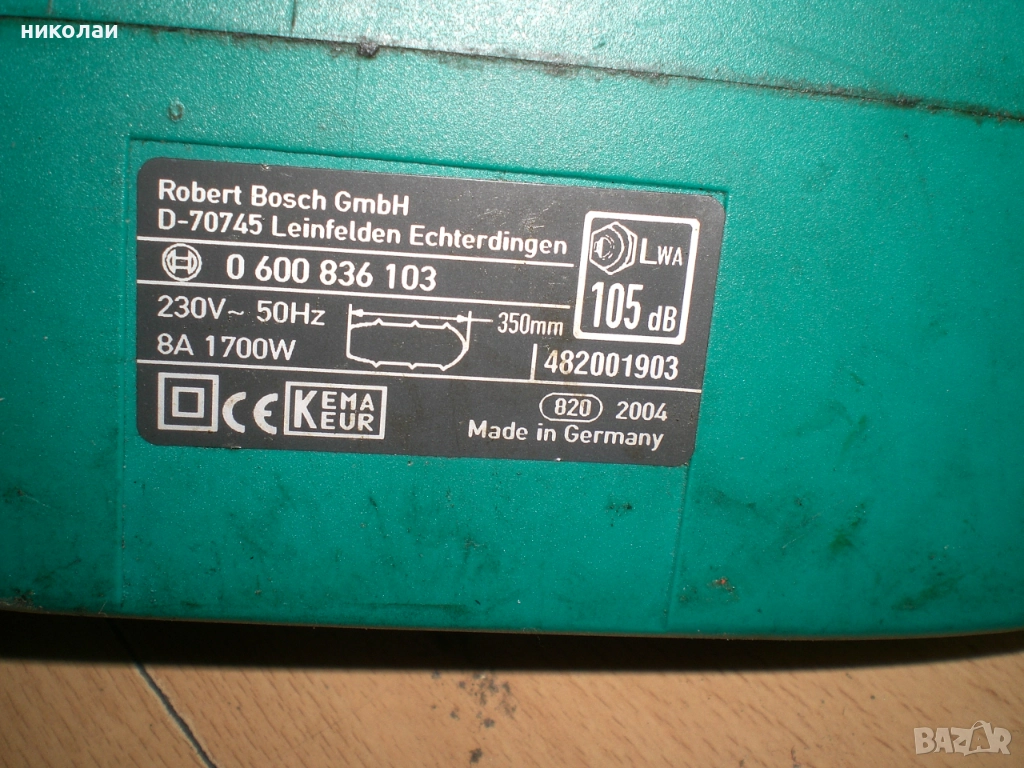 николаи
Robert Bosch GmbH
D-70745 Leinfelden Echterdingen
0 600 836 103
LWA
105 dB
230V~ 50Hz
8A 1700W
350mm
482001903
CE
KEMA
KEUR
820 2004
Made in Germany
BAZAR